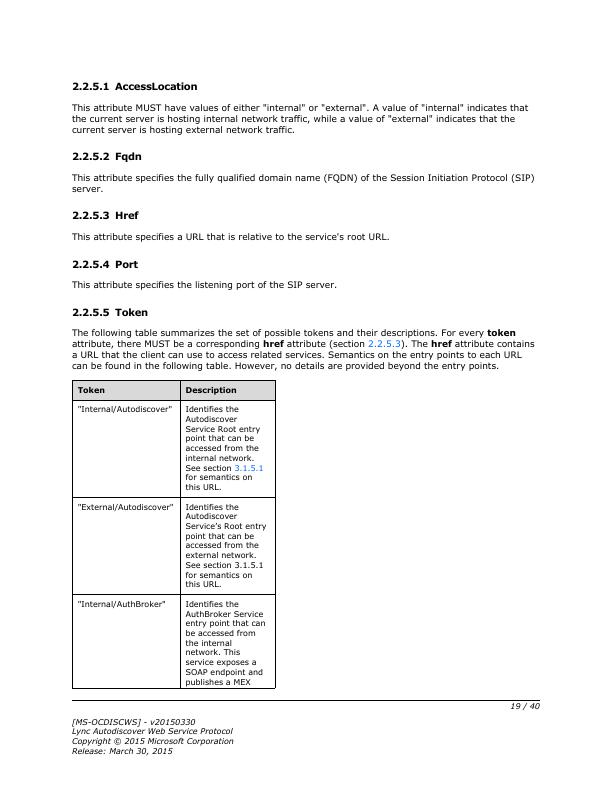 2.2.5.1 AccessLocation
This attribute MUST have values of either "internal" or "external". A value of "internal" indicates that
the current server is hosting internal network traffic, while a value of "external" indicates that the
current server is hosting external network traffic.
2.2.5.2 Fqdn
This attribute specifies the fully qualified domain name (FQDN) of the Session Initiation Protocol (SIP)
server.
2.2.5.3 Href
This attribute specifies a URL that is relative to the service's root URL.
2.2.5.4 Port
This attribute specifies the listening port of the SIP server.
2.2.5.5 Token
The following table summarizes the set of possible tokens and their descriptions. For every token
attribute, there MUST be a corresponding href attribute (section 2.2.5.3). The href attribute contains
a URL that the client can use to access related services. Semantics on the entry points to each URL
can be found in the following table. However, no details are provided beyond the entry points.
Token Description
"Internal/Autodiscover" Identifies the
Autodiscover
Service Root entry
point that can be
accessed from the
internal network.
See section 3.1.5.1
for semantics on
this URL.
"External/Autodiscover" Identifies the
Autodiscover
Service's Root entry
point that can be
accessed from the
external network.
See section 3.1.5.1
for semantics on
this URL.
"Internal/AuthBroker" Identifies the
AuthBroker Service
entry point that can
be accessed from
the internal
network. This
service exposes a
SOAP endpoint and
publishes a MEX
19 / 40
[MS-OCDISCWS] - v20150330
Lync Autodiscover Web Service Protocol
Copyright © 2015 Microsoft Corporation
Release: March 30, 2015